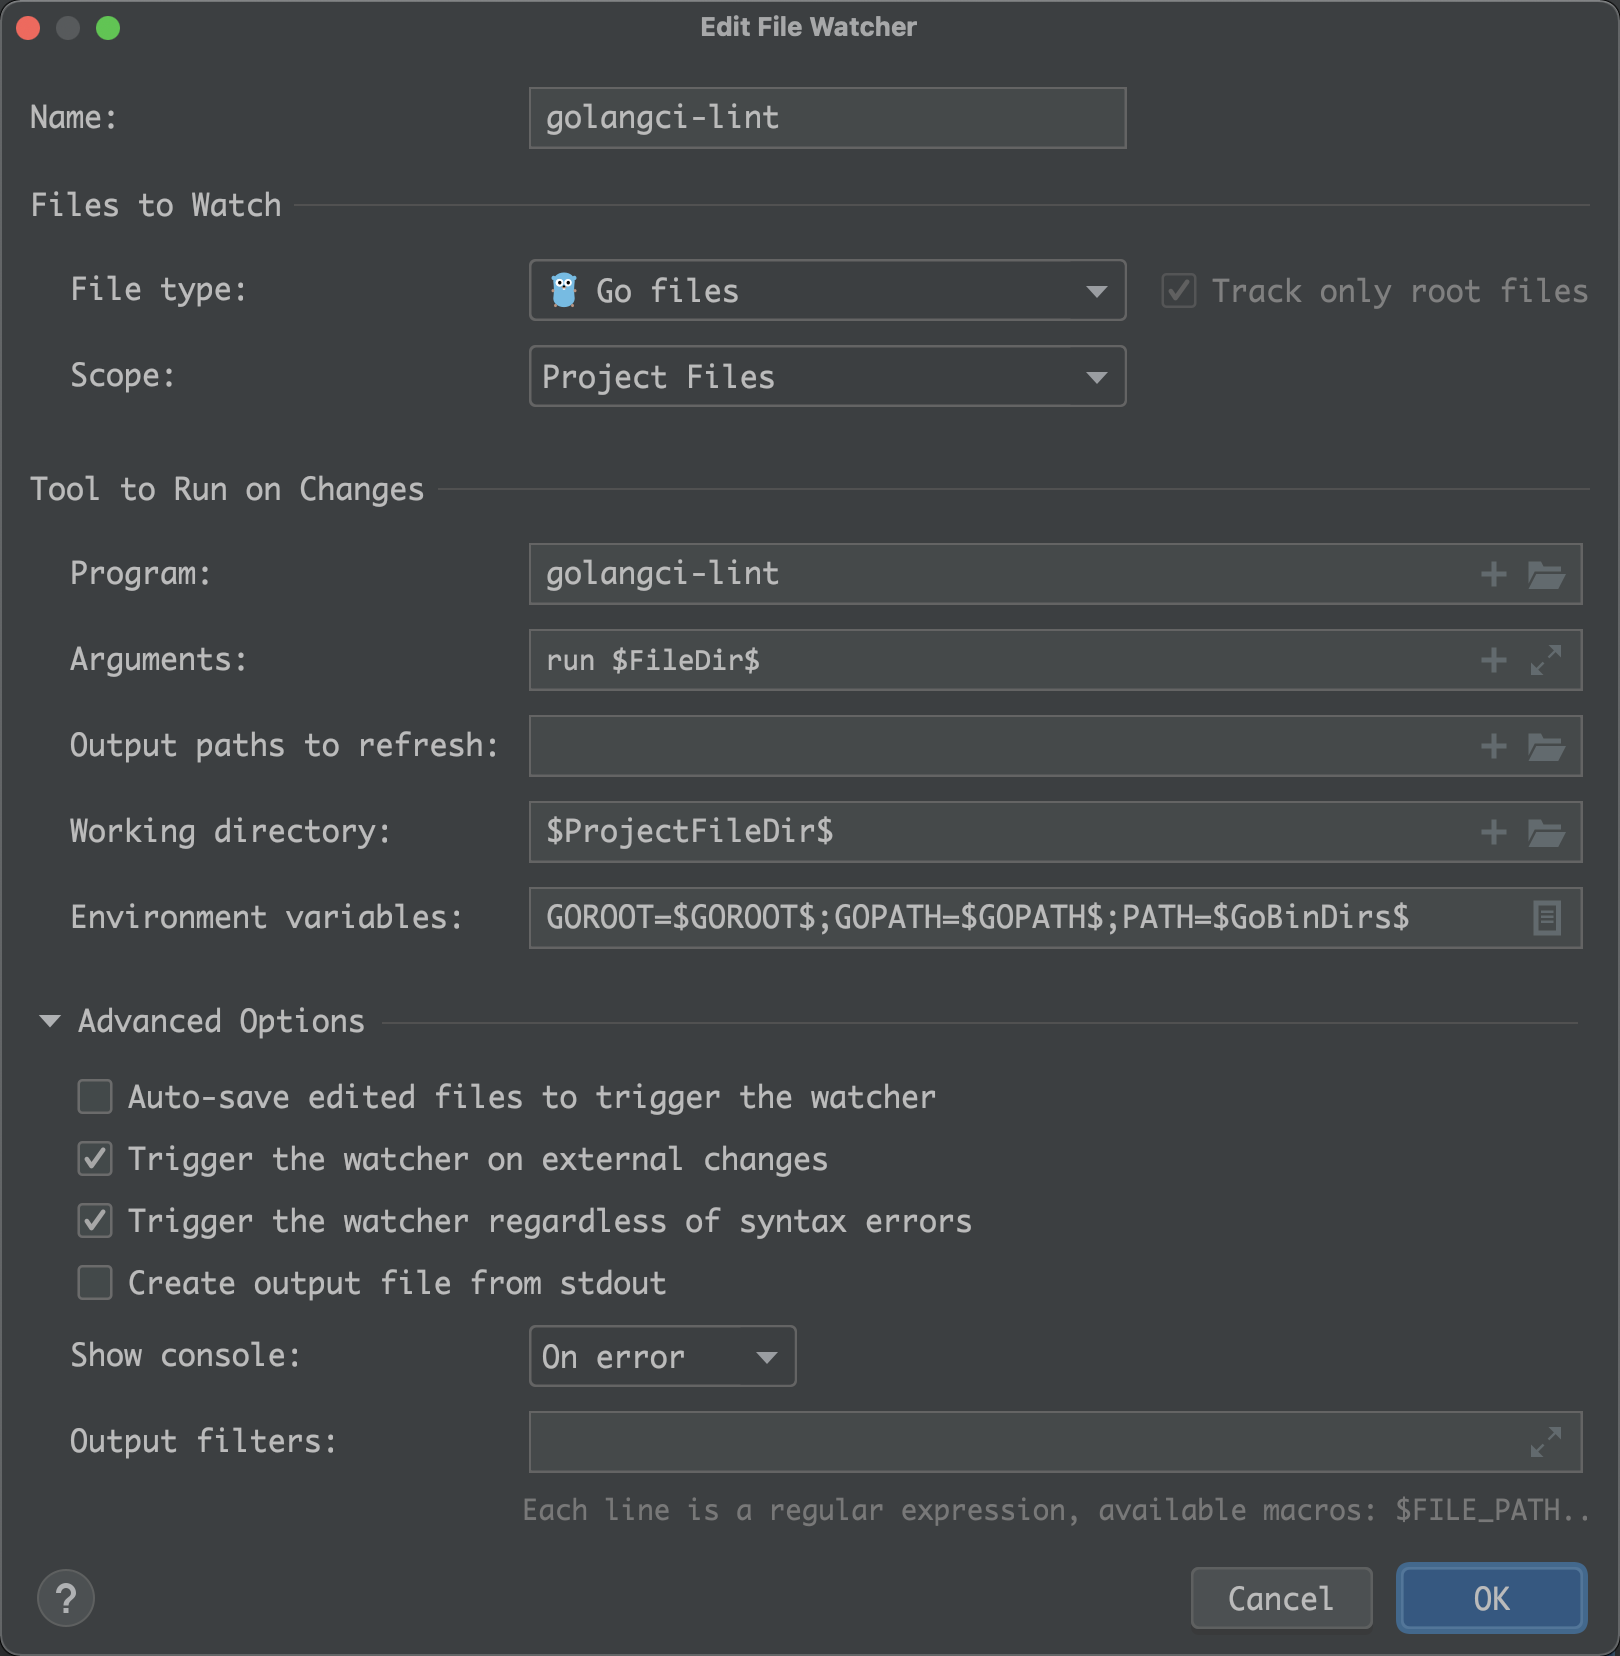 Edit File Watcher
Name: golangci-lint
Files to Watch
File type: Go files Track only root files
Scope: Project Files
Tool to Run on Changes
Program: golangci-lint
Arguments: run $FileDir$
Output paths to refresh:
Working directory: $ProjectFileDir$
Environment variables: GOROOT=$GOROOT$;GOPATH=$GOPATH$;PATH=$GoBinDirs$
Advanced Options
Auto-save edited files to trigger the watcher
Trigger the watcher on external changes
Trigger the watcher regardless of syntax errors
Create output file from stdout
Show console: On error
Output filters:
Each line is a regular expression, available macros: $FILE_PATH..
? Cancel OK